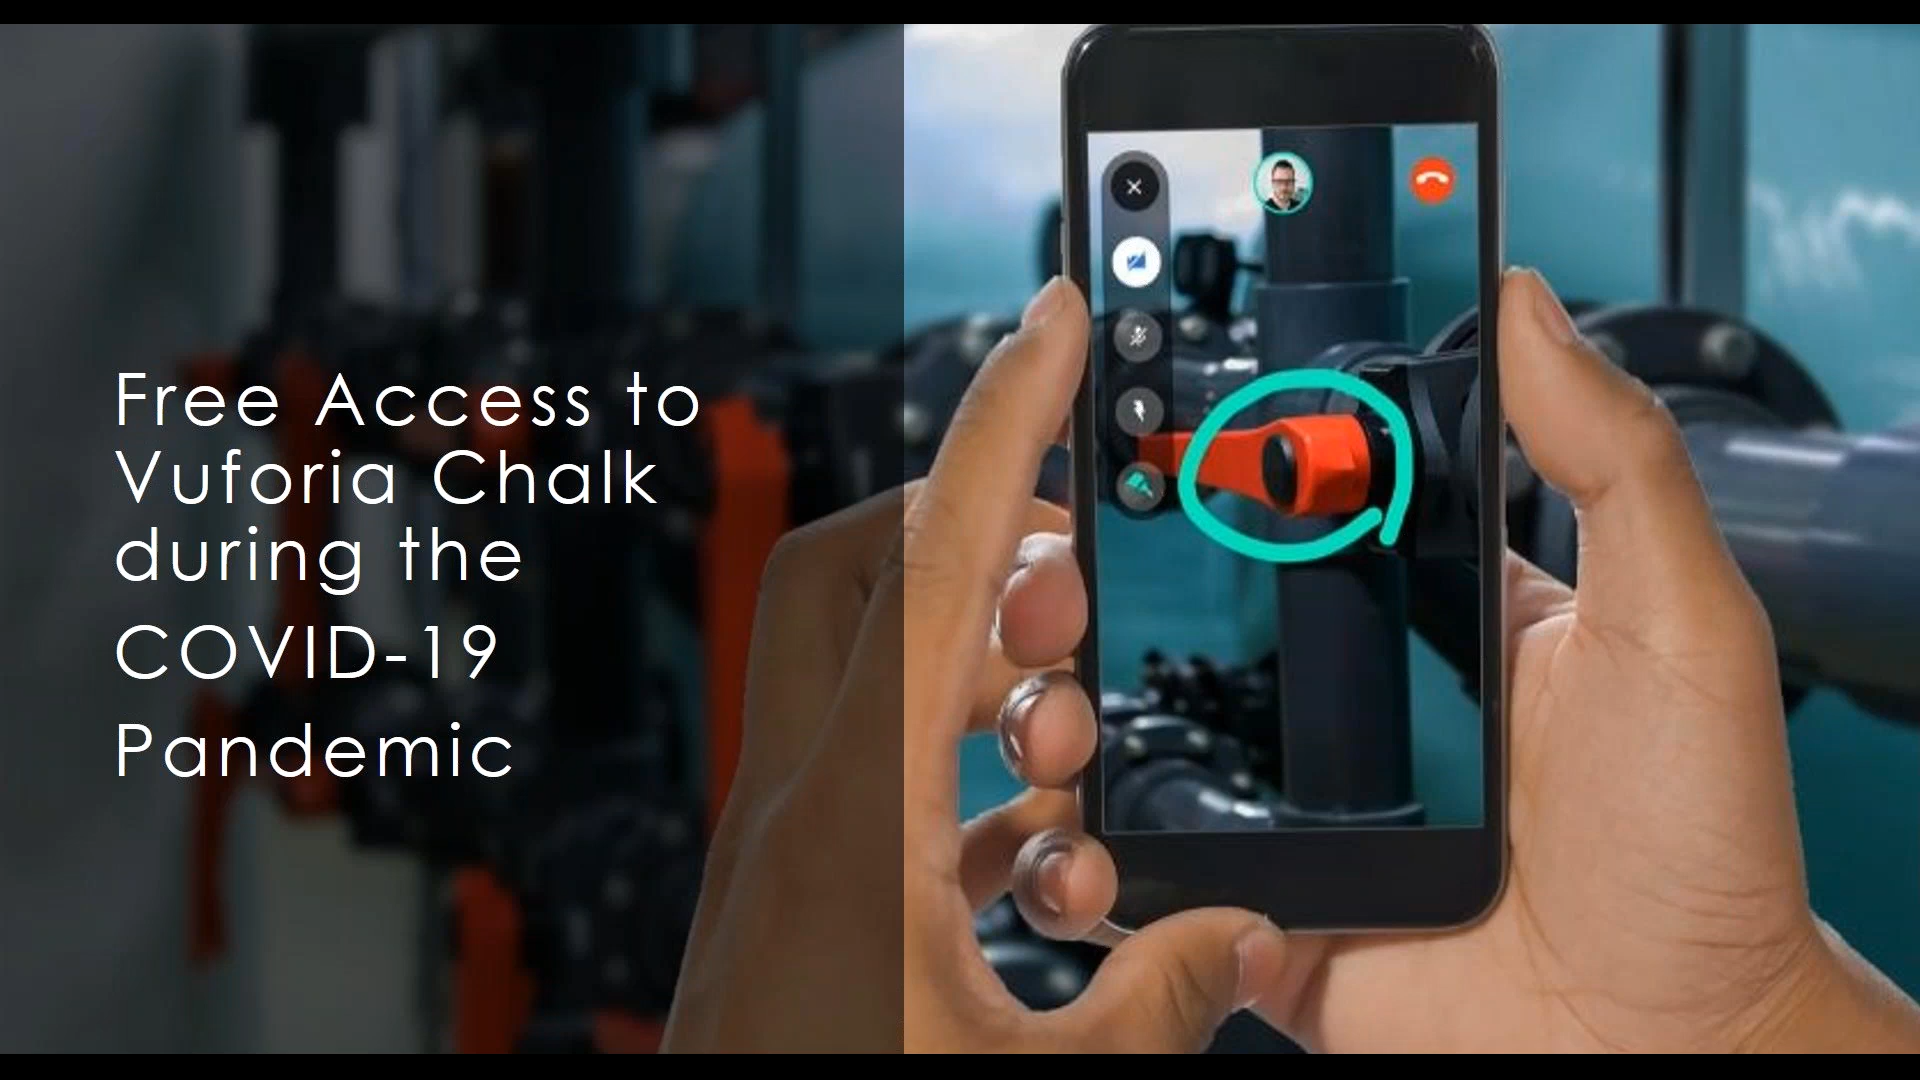 Free Access to
Vuforia Chalk
during the
COVID-19
Pandemic